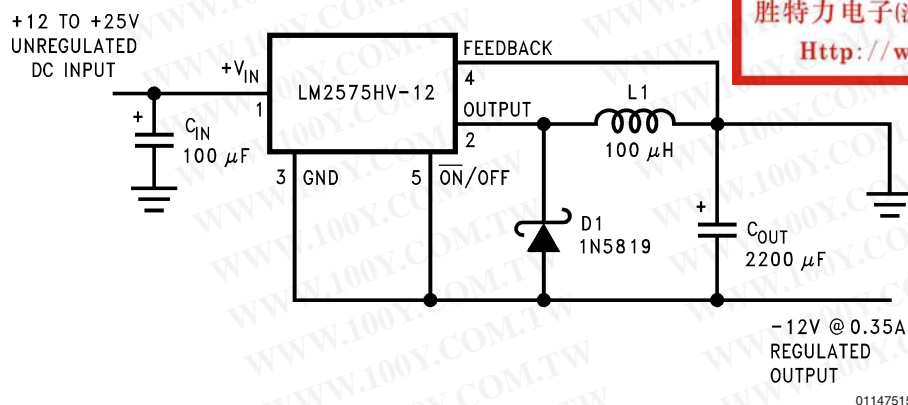 +12 TO +25V
UNREGULATED
DC INPUT
胜特力电子(
Http://w
+VIN
1
LM2575HV-12
FEEDBACK
4
OUTPUT
2
L1
100 μH
+
CIN
100 μF
3
GND
5
ON/OFF
D1
1N5819
+
COUT
2200 μF
-12V @ 0.35A
REGULATED
OUTPUT
01147515
WWW.100Y.COM.TW